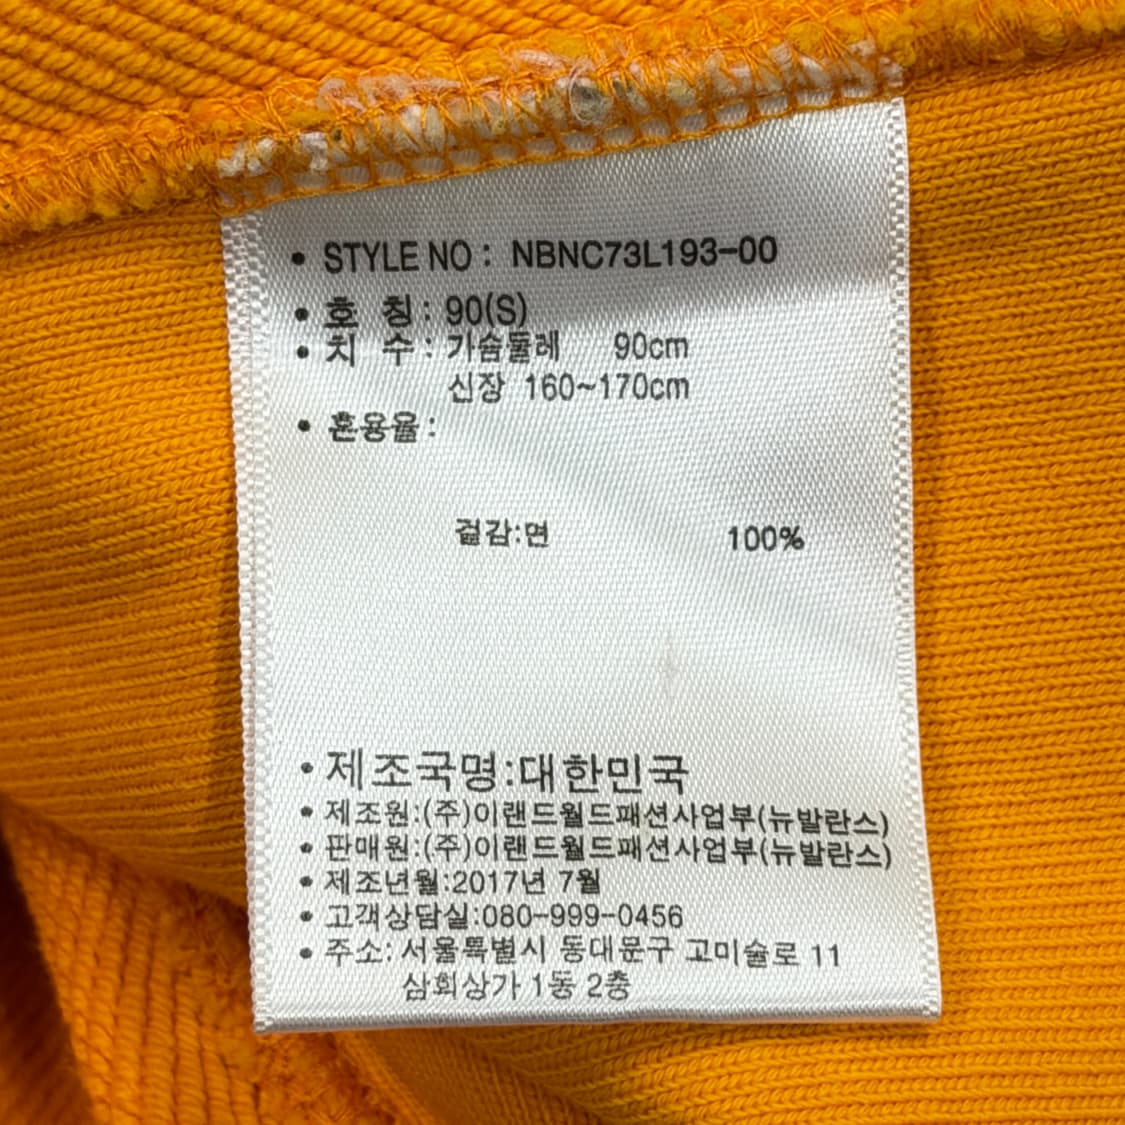 • STYLE NO : NBNC73L193-00
• 호 칭 : 90(S)
• 치 수 : 가슴둘레 90cm
신장 160~170cm
• 혼용율 :
겉감:면 100%
• 제조국명:대한민국
• 제조원:(주)이랜드월드패션사업부(뉴발란스)
• 판매원:(주)이랜드월드패션사업부(뉴발란스)
• 제조년월:2017년 7월
• 고객상담실:080-999-0456
• 주소: 서울특별시 동대문구 고미술로 11
삼희상가 1동 2층